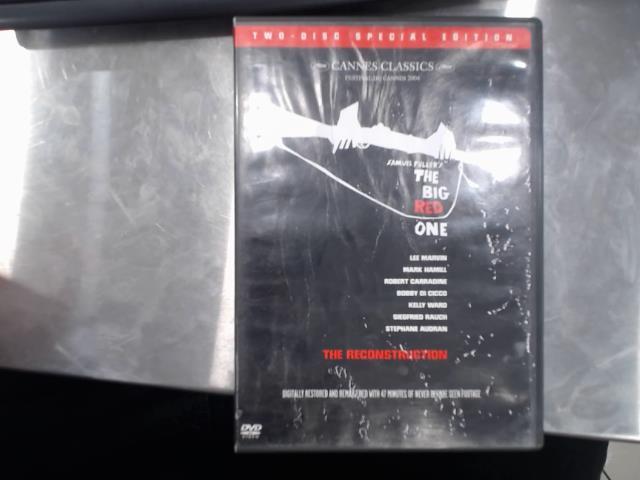 TWO-DISC SPECIAL EDITION
CANNES CLASSICS
FESTIVAL DE CANNES 2004
SAMUEL FULLER'S
THE
BIG
RED
ONE
LEE MARVIN
MARK HAMILL
ROBERT CARRADINE
BOBBY DI CICCO
KELLY WARD
SIEGFRIED RAUCH
STEPHANE AUDRAN
THE RECONSTRUCTION
DIGITALLY RESTORED AND REMASTERED WITH 47 MINUTES OF NEVER BEFORE SEEN FOOTAGE
DVD
VIDEO